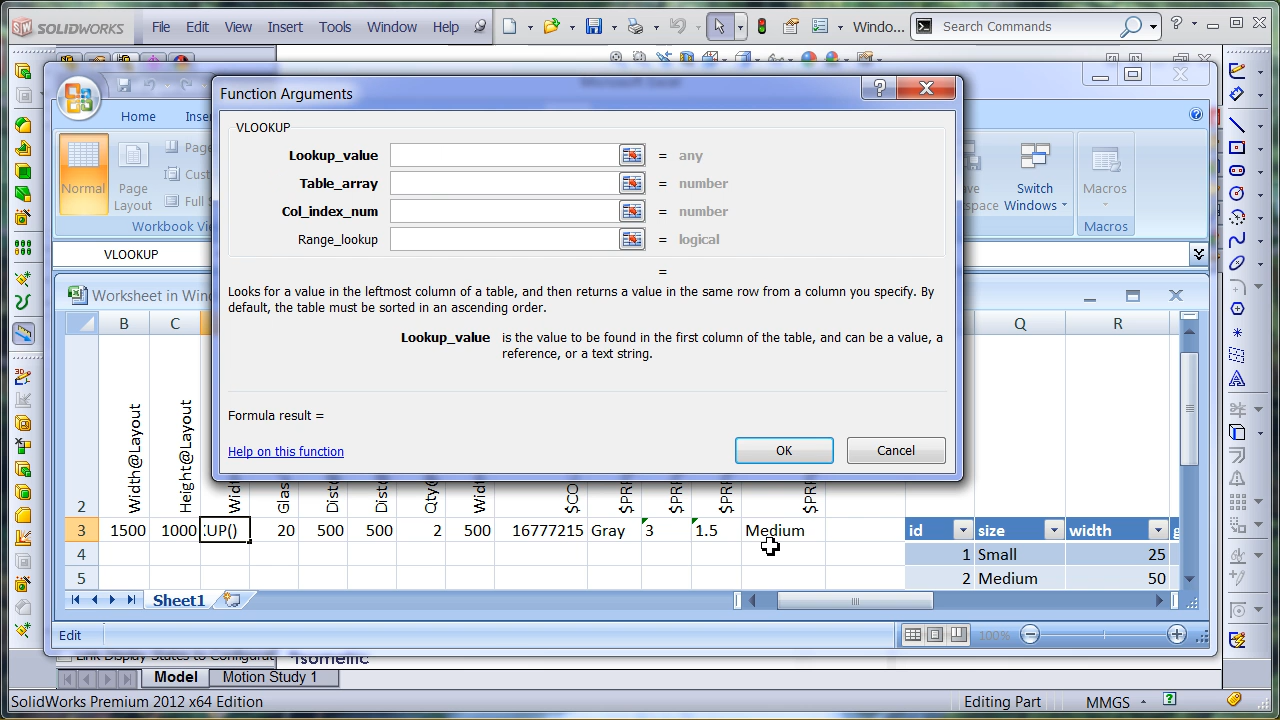 SOLIDWORKS File Edit View Insert Tools Window Help Windo... Search Commands
Function Arguments
Home
VLOOKUP
Lookup_value = any
Table_array = number
Col_index_num = number
Range_lookup = logical
=
Looks for a value in the leftmost column of a table, and then returns a value in the same row from a column you specify. By
default, the table must be sorted in an ascending order.
Lookup_value is the value to be found in the first column of the table, and can be a value, a
reference, or a text string.
Formula result =
Help on this function
OK Cancel
Normal
Page
Layout
Full
Workbook
Switch
Windows
Macros
Macros
VLOOKUP
Worksheet in
B C Q R
2 Width@Layout Height@Layout
3 1500 1000 UP() 20 500 500 2 500 16777215 Gray 3 1.5 Medium id size width
4 1 Small 25
5 2 Medium 50
Sheet1
Edit 100%
Model Motion Study 1
SolidWorks Premium 2012 x64 Edition Editing Part MMGS